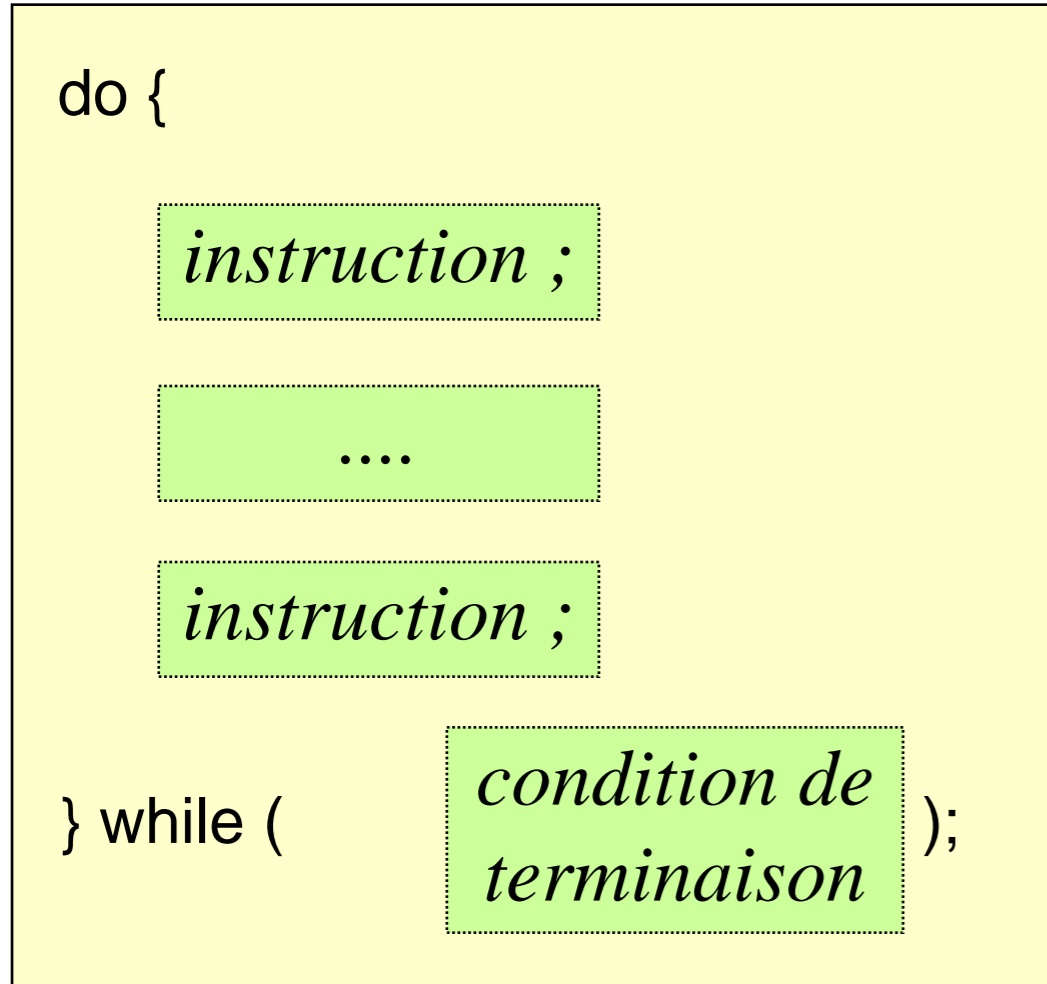 do {
instruction ;
....
instruction ;
} while ( condition de
terminaison );